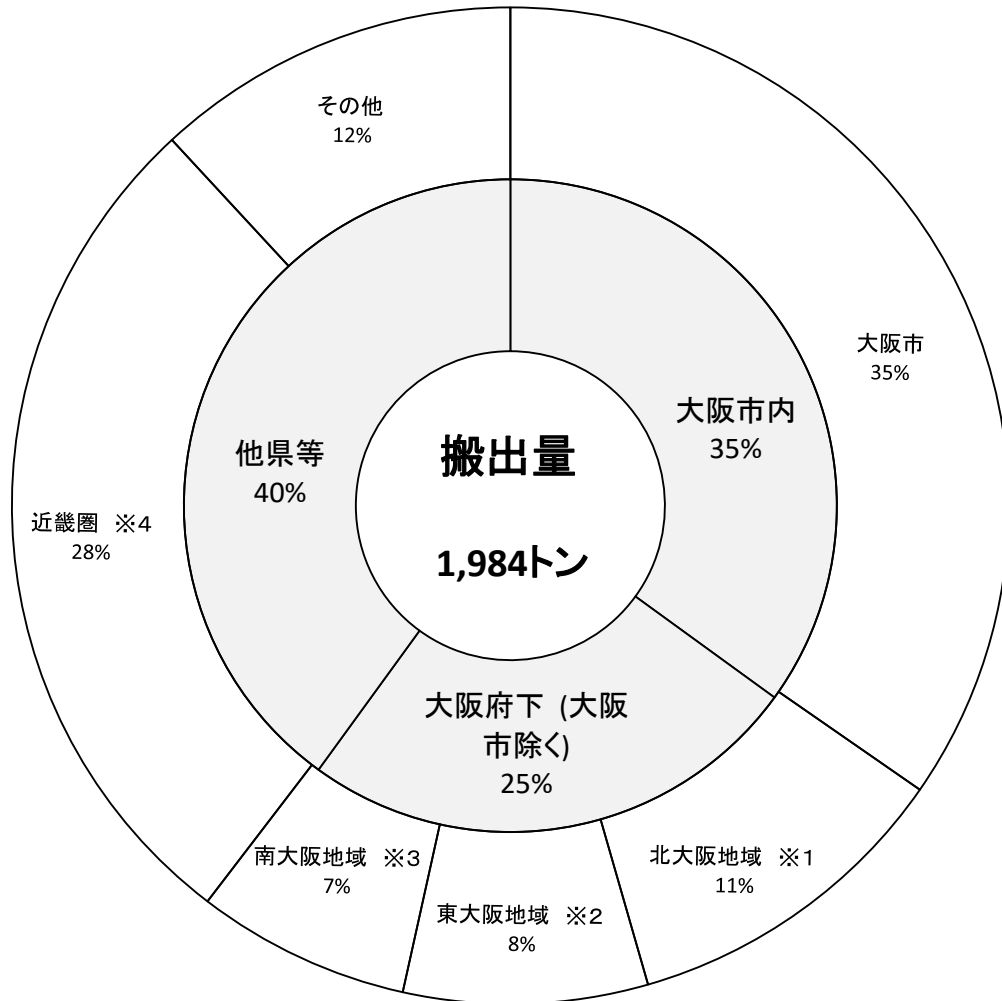 その他
12%
大阪市
35%
大阪市内
35%
他県等
40%
搬出量
1,984トン
近畿圏 ※4
28%
大阪府下 (大阪
市除く)
25%
南大阪地域 ※3
7%
北大阪地域 ※1
11%
東大阪地域 ※2
8%